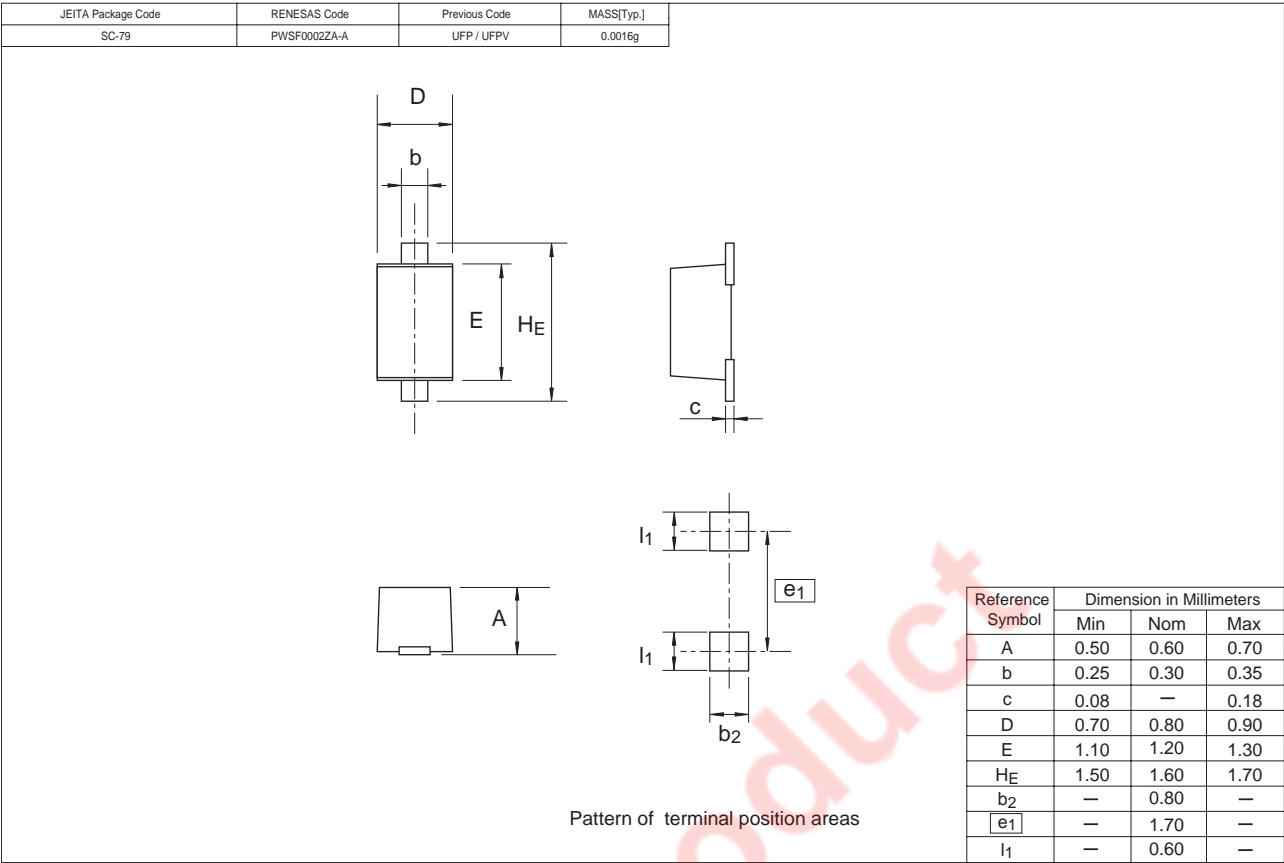 JEITA Package Code RENESAS Code Previous Code MASS[Typ.]
SC-79 PWSF0002ZA-A UFP / UFPV 0.0016g
D
b
E
HE
c
l1
e1
A
l1
b2
Pattern of terminal position areas
Reference Symbol Dimension in Millimeters
Min Nom Max
A 0.50 0.60 0.70
b 0.25 0.30 0.35
c 0.08 — 0.18
D 0.70 0.80 0.90
E 1.10 1.20 1.30
HE 1.50 1.60 1.70
b2 — 0.80 —
e1 — 1.70 —
l1 — 0.60 —
oduct